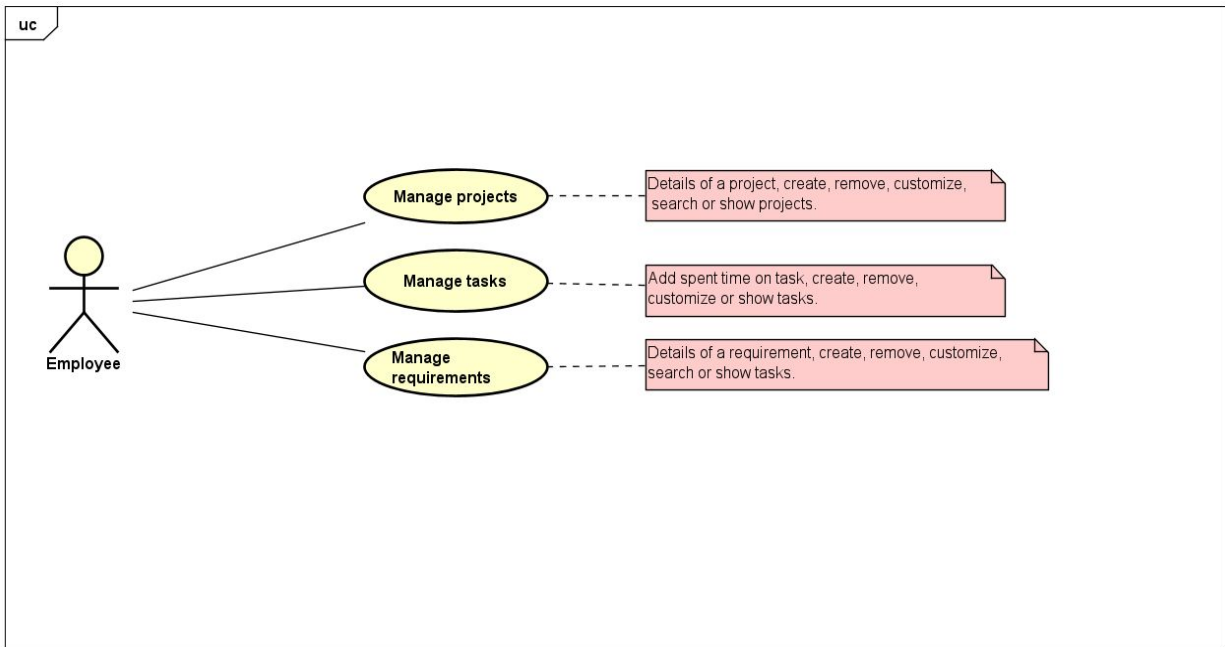 uc
Manage projects
Details of a project, create, remove, customize,
search or show projects.
Manage tasks
Add spent time on task, create, remove,
customize or show tasks.
Employee
Manage
requirements
Details of a requirement, create, remove, customize,
search or show tasks.